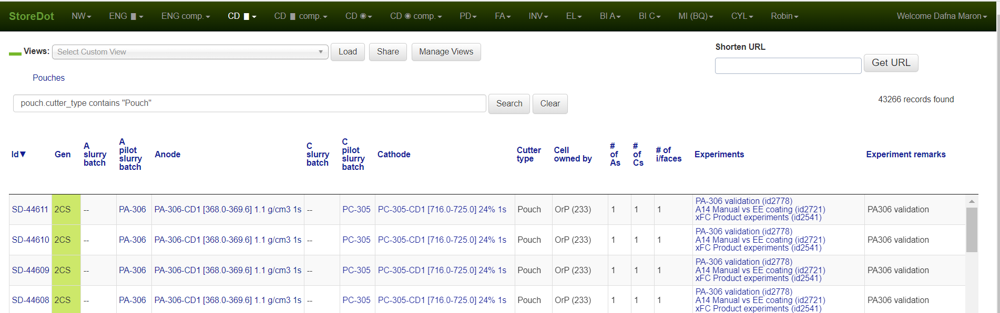 StoreDot NW ENG ENG comp. CD CD comp. CD ◉ CD ◉ comp. PD FA INV EL BI A BI C MI (BQ) CYL Robin Welcome Dafna Maron
Views: Select Custom View Load Share Manage Views
Shorten URL
Get URL
Pouches
pouch.cutter_type contains "Pouch" Search Clear
43266 records found
Id▼ Gen A slurry batch A pilot slurry batch Anode C slurry batch C pilot slurry batch Cathode Cutter type Cell owned by # of As # of Cs # of i/faces Experiments Experiment remarks
SD-44611 2CS -- PA-306 PA-306-CD1 [368.0-369.6] 1.1 g/cm3 1s -- PC-305 PC-305-CD1 [716.0-725.0] 24% 1s Pouch OrP (233) 1 1 1 PA-306 validation (id2778)
A14 Manual vs EE coating (id2721)
xFC Product experiments (id2541)
PA306 validation
SD-44610 2CS -- PA-306 PA-306-CD1 [368.0-369.6] 1.1 g/cm3 1s -- PC-305 PC-305-CD1 [716.0-725.0] 24% 1s Pouch OrP (233) 1 1 1 PA-306 validation (id2778)
A14 Manual vs EE coating (id2721)
xFC Product experiments (id2541)
PA306 validation
SD-44609 2CS -- PA-306 PA-306-CD1 [368.0-369.6] 1.1 g/cm3 1s -- PC-305 PC-305-CD1 [716.0-725.0] 24% 1s Pouch OrP (233) 1 1 1 PA-306 validation (id2778)
A14 Manual vs EE coating (id2721)
xFC Product experiments (id2541)
PA306 validation
SD-44608 2CS -- PA-306 PA-306-CD1 [368.0-369.6] 1.1 g/cm3 1s -- PC-305 PC-305-CD1 [716.0-725.0] 24% 1s Pouch OrP (233) 1 1 1 PA-306 validation (id2778)
A14 Manual vs EE coating (id2721)
xFC Product experiments (id2541)
PA306 validation